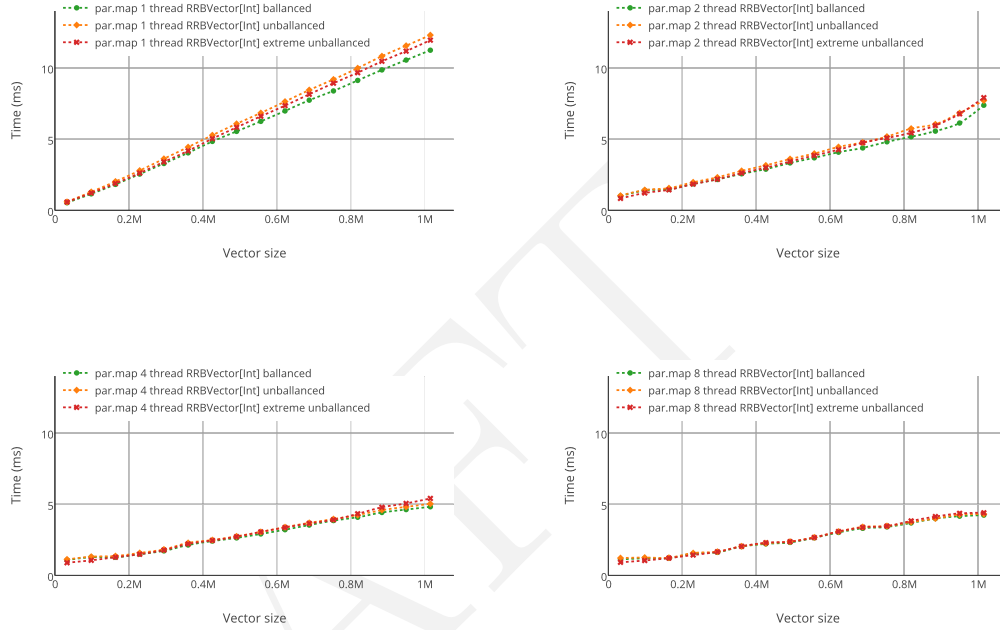 par.map 1 thread RRBVector[Int] ballanced
par.map 1 thread RRBVector[Int] unballanced
par.map 1 thread RRBVector[Int] extreme unballanced
10
5
0
Time (ms)
0
0.2M
0.4M
0.6M
0.8M
1M
Vector size
par.map 2 thread RRBVector[Int] ballanced
par.map 2 thread RRBVector[Int] unballanced
par.map 2 thread RRBVector[Int] extreme unballanced
10
5
0
Time (ms)
0
0.2M
0.4M
0.6M
0.8M
1M
Vector size
par.map 4 thread RRBVector[Int] ballanced
par.map 4 thread RRBVector[Int] unballanced
par.map 4 thread RRBVector[Int] extreme unballanced
10
5
0
Time (ms)
0
0.2M
0.4M
0.6M
0.8M
1M
Vector size
par.map 8 thread RRBVector[Int] ballanced
par.map 8 thread RRBVector[Int] unballanced
par.map 8 thread RRBVector[Int] extreme unballanced
10
5
0
Time (ms)
0
0.2M
0.4M
0.6M
0.8M
1M
Vector size